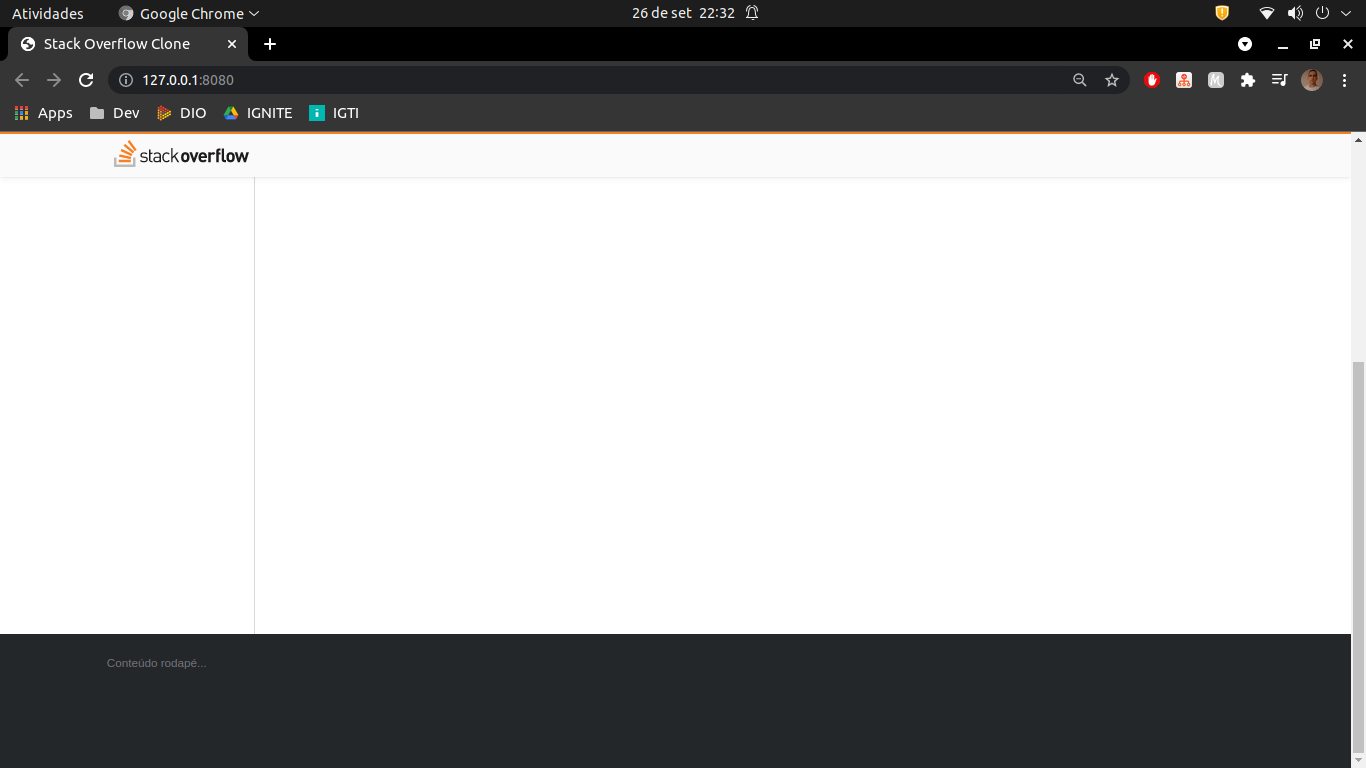 Atividades Google Chrome 26 de set 22:32
Stack Overflow Clone
127.0.0.1:8080
Apps Dev DIO IGNITE IGTI
stackoverflow
Conteúdo rodapé...